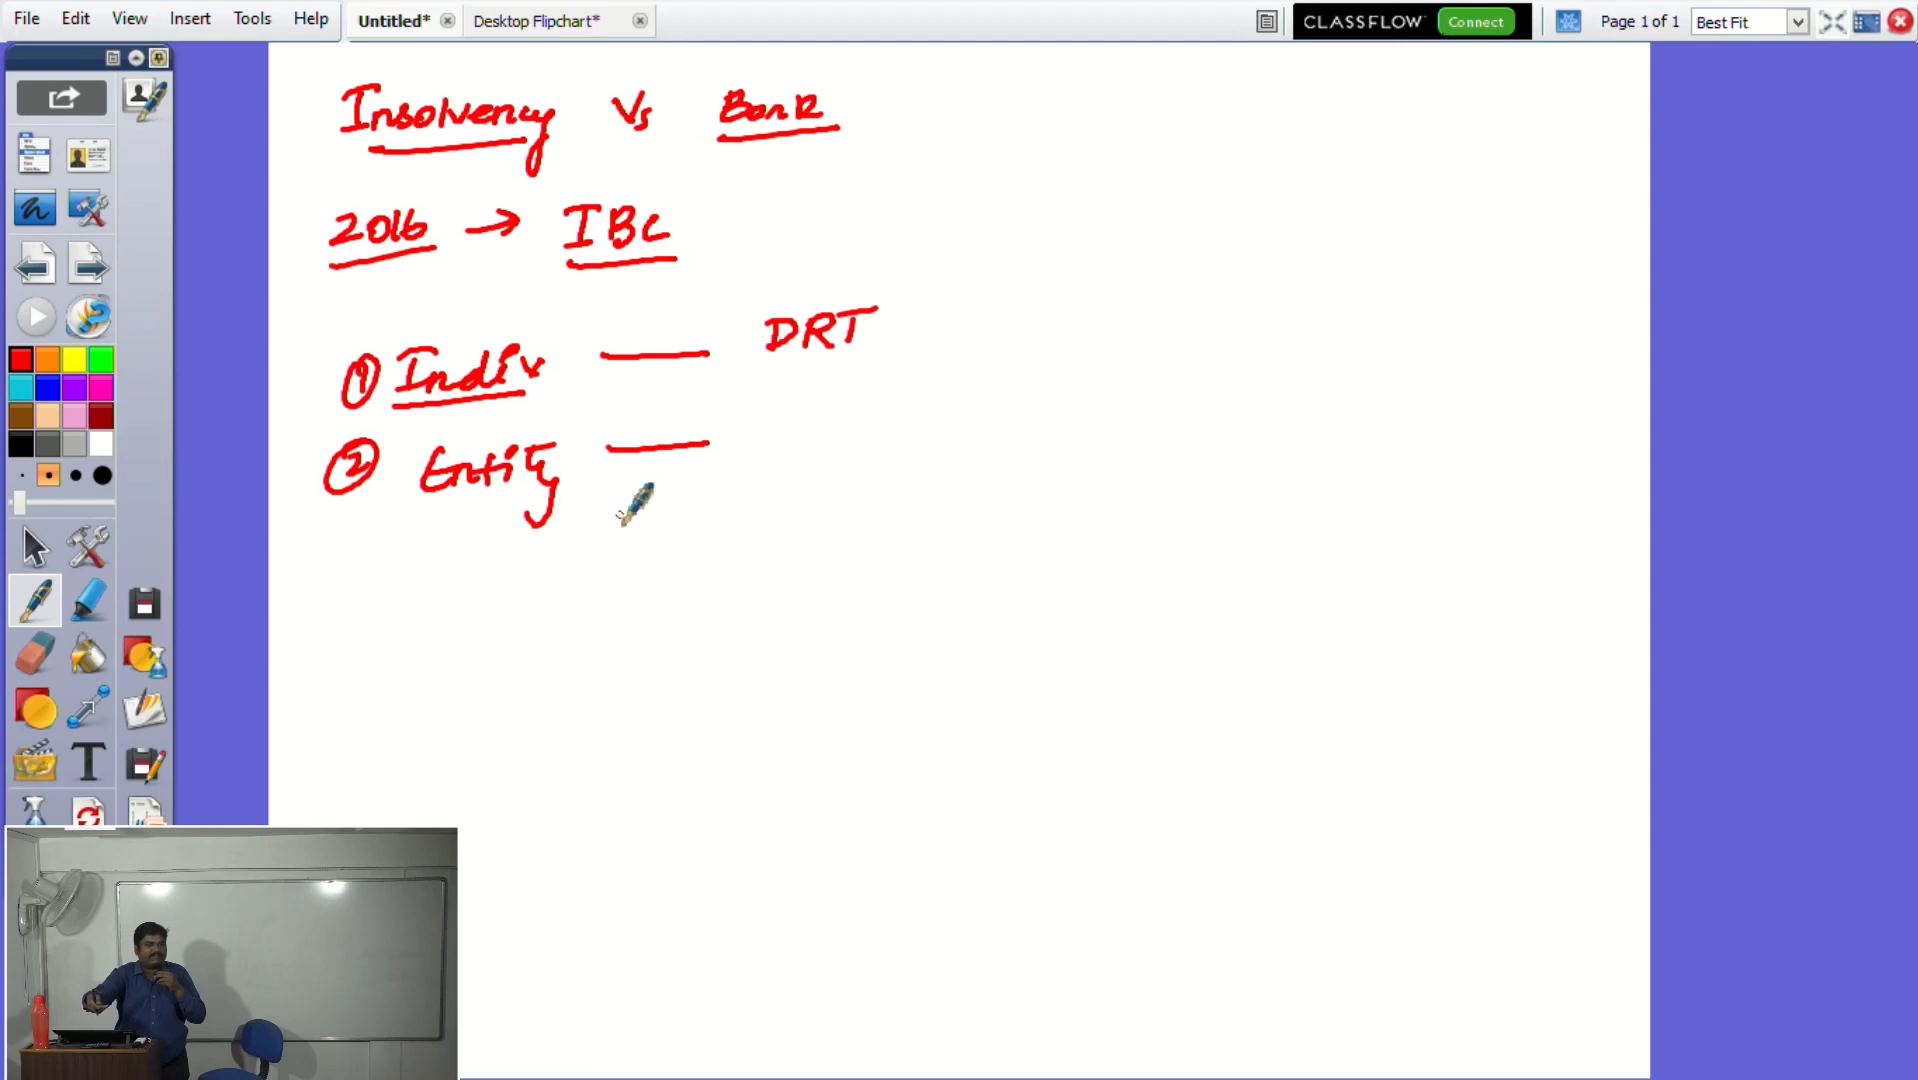 File Edit View Insert Tools Help Untitled* Desktop Flipchart* CLASSFLOW Connect Page 1 of 1 Best Fit
Insolvency Vs Bank
2016 → IBC
DRT
① Indiv
② Entity
T